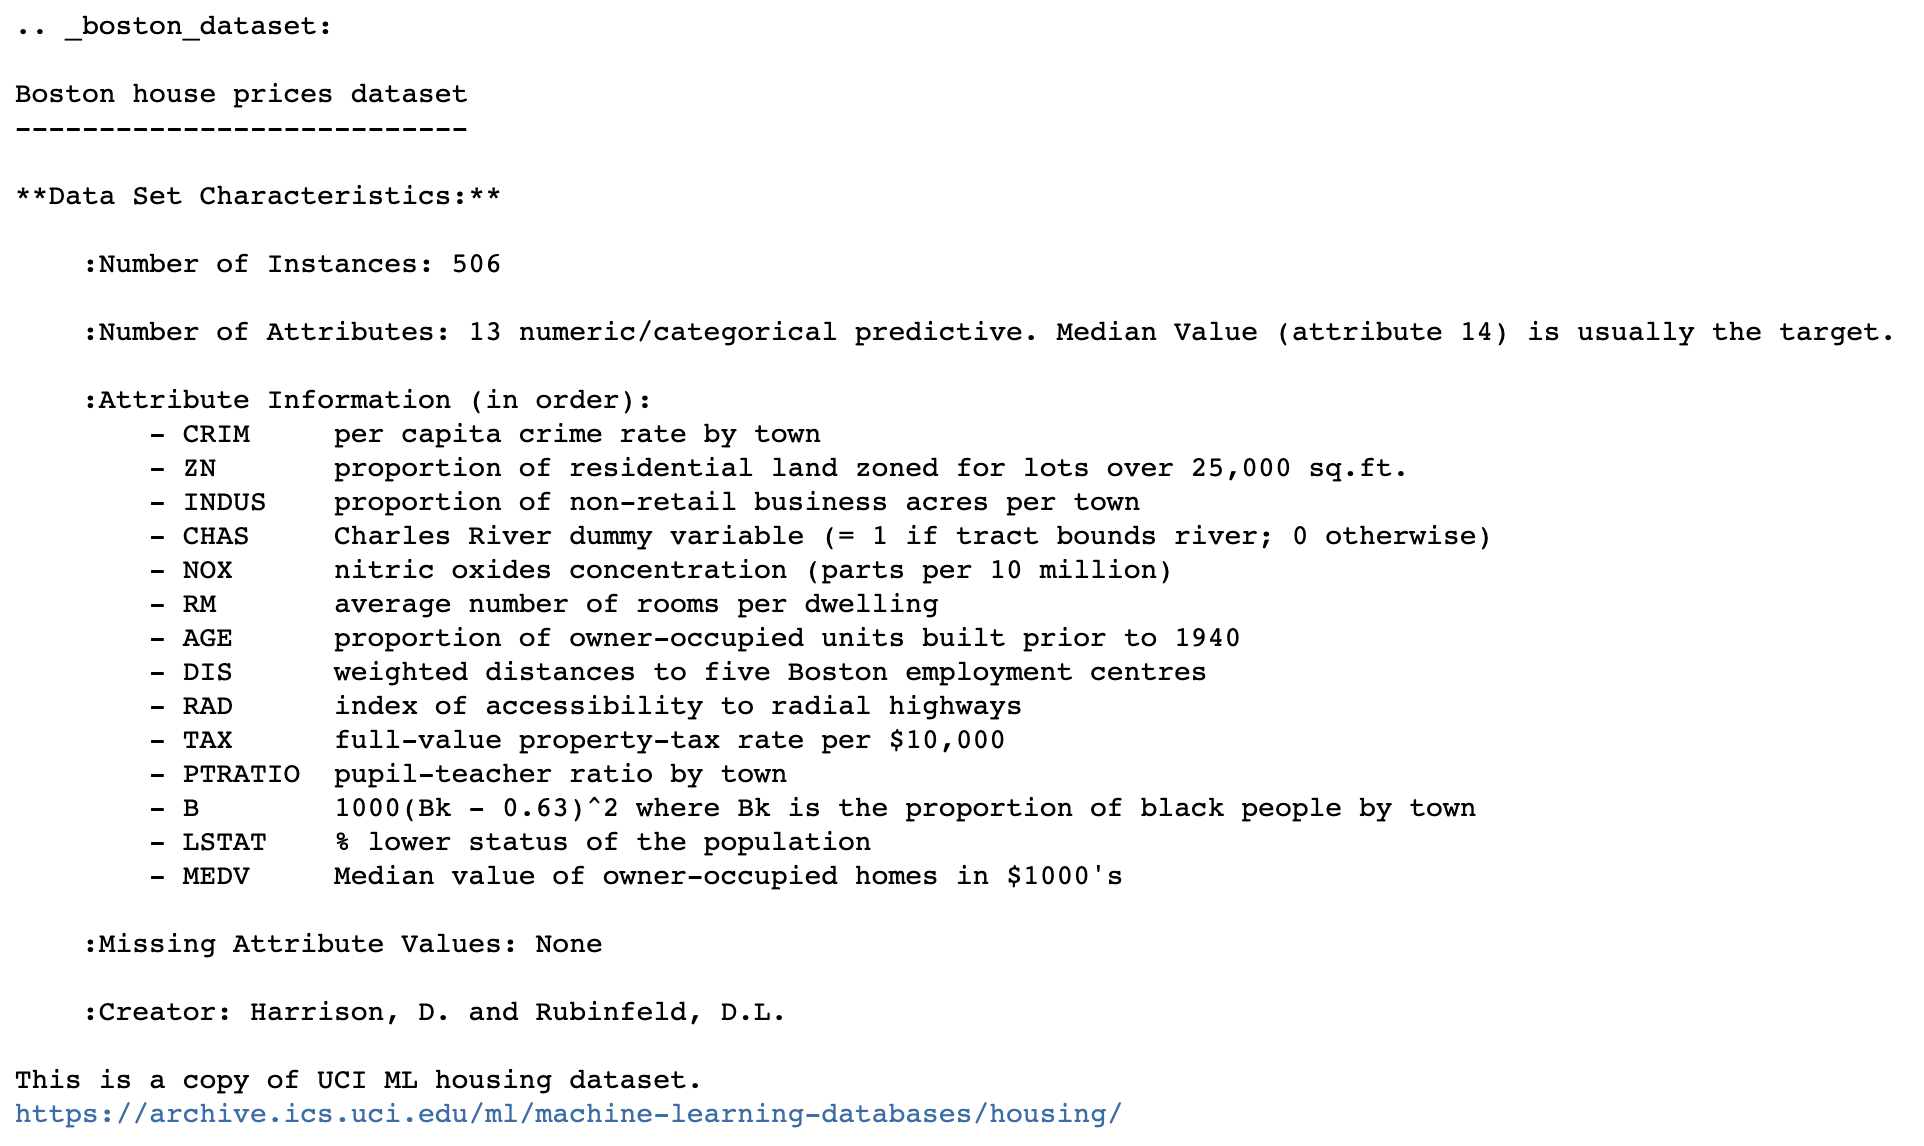 .. _boston_dataset:
Boston house prices dataset
---------------------------
**Data Set Characteristics:**
:Number of Instances: 506
:Number of Attributes: 13 numeric/categorical predictive. Median Value (attribute 14) is usually the target.
:Attribute Information (in order):
- CRIM     per capita crime rate by town
- ZN       proportion of residential land zoned for lots over 25,000 sq.ft.
- INDUS    proportion of non-retail business acres per town
- CHAS     Charles River dummy variable (= 1 if tract bounds river; 0 otherwise)
- NOX      nitric oxides concentration (parts per 10 million)
- RM       average number of rooms per dwelling
- AGE      proportion of owner-occupied units built prior to 1940
- DIS      weighted distances to five Boston employment centres
- RAD      index of accessibility to radial highways
- TAX      full-value property-tax rate per $10,000
- PTRATIO  pupil-teacher ratio by town
- B        1000(Bk - 0.63)^2 where Bk is the proportion of black people by town
- LSTAT    % lower status of the population
- MEDV     Median value of owner-occupied homes in $1000's
:Missing Attribute Values: None
:Creator: Harrison, D. and Rubinfeld, D.L.
This is a copy of UCI ML housing dataset.
https://archive.ics.uci.edu/ml/machine-learning-databases/housing/